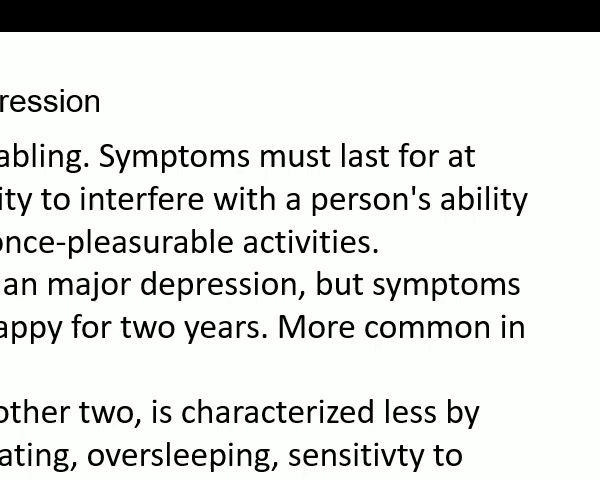 ression
abling. Symptoms must last for at
ity to interfere with a person's ability
once-pleasurable activities.
an major depression, but symptoms
appy for two years. More common in
other two, is characterized less by
ating, oversleeping, sensitivty to